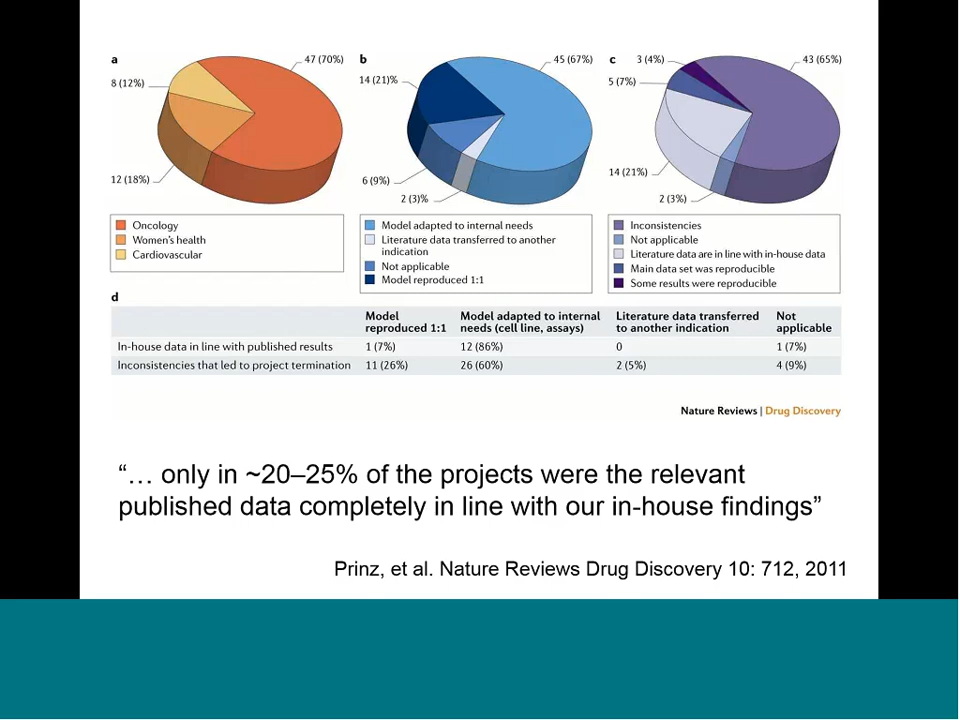 a
47 (70%)
8 (12%)
12 (18%)
Oncology
Women's health
Cardiovascular
b
45 (67%)
14 (21)%
6 (9%)
2 (3)%
Model adapted to internal needs
Literature data transferred to another
indication
Not applicable
Model reproduced 1:1
c
3 (4%)
43 (65%)
5 (7%)
14 (21%)
2 (3%)
Inconsistencies
Not applicable
Literature data are in line with in-house data
Main data set was reproducible
Some results were reproducible
d
Model reproduced 1:1 Model adapted to internal needs (cell line, assays) Literature data transferred to another indication Not applicable
In-house data in line with published results 1 (7%) 12 (86%) 0 1 (7%)
Inconsistencies that led to project termination 11 (26%) 26 (60%) 2 (5%) 4 (9%)
Nature Reviews | Drug Discovery
“… only in ~20–25% of the projects were the relevant
published data completely in line with our in-house findings”
Prinz, et al. Nature Reviews Drug Discovery 10: 712, 2011